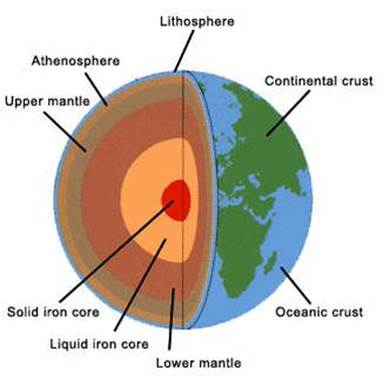 Lithosphere
Athenosphere
Continental crust
Upper mantle
Solid iron core
Oceanic crust
Liquid iron core
Lower mantle